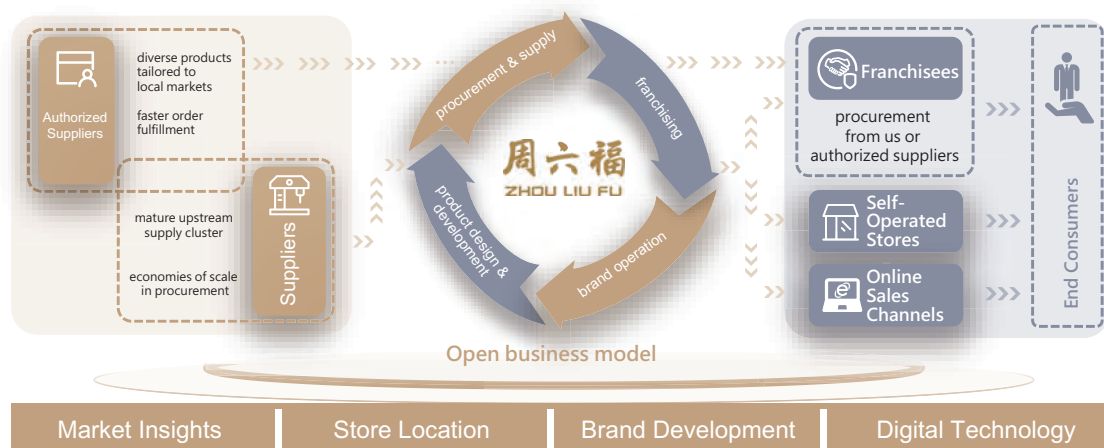 Authorized
Suppliers
diverse products
tailored to
local markets
faster order
fulfillment
mature upstream
supply cluster
economies of scale
in procurement
Suppliers
procurement & supply
franchising
brand operation
product design &
development
周六福
ZHOU LIU FU
Open business model
Franchisees
procurement
from us or
authorized suppliers
Self-
Operated
Stores
Online
Sales
Channels
End Consumers
Market Insights
Store Location
Brand Development
Digital Technology